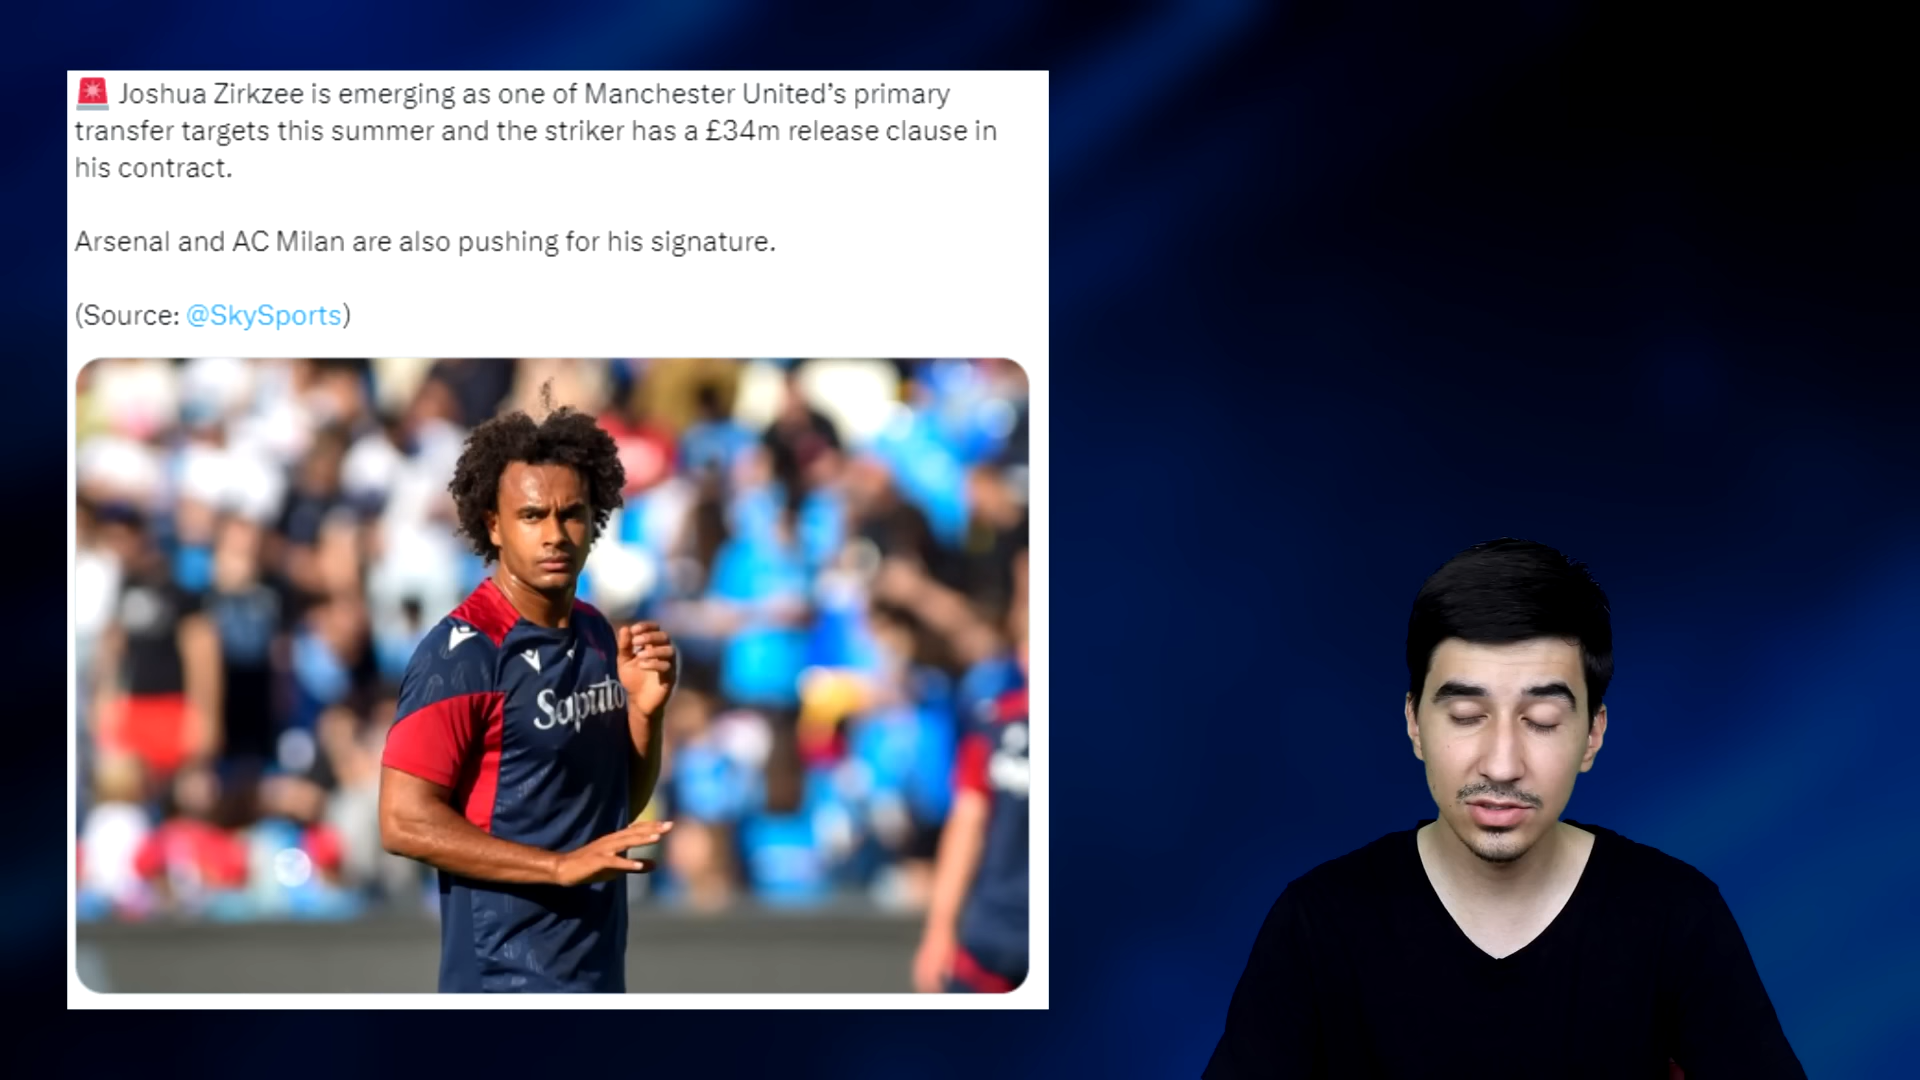 🚨 Joshua Zirkzee is emerging as one of Manchester United’s primary
transfer targets this summer and the striker has a £34m release clause in
his contract.
Arsenal and AC Milan are also pushing for his signature.
(Source: @SkySports)
Saputo